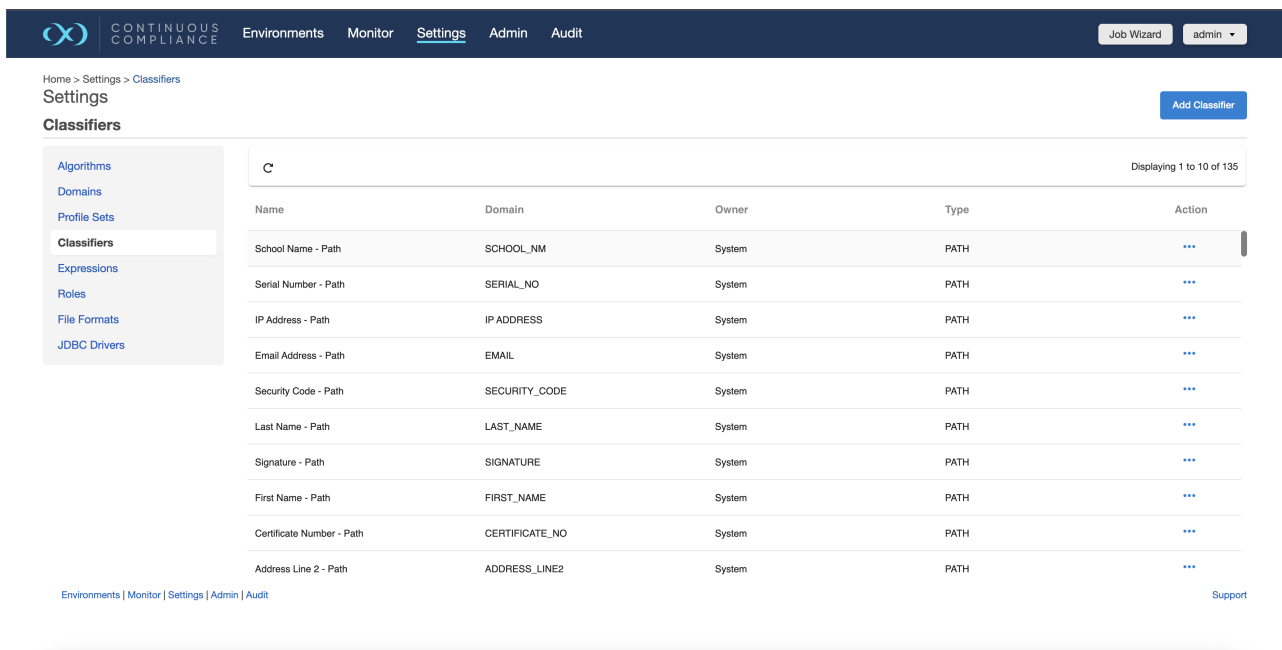 CONTINUOUS
COMPLIANCE
Environments Monitor Settings Admin Audit
Job Wizard admin
Home > Settings > Classifiers
Settings
Add Classifier
Classifiers
Algorithms
Domains
Profile Sets
Classifiers
Expressions
Roles
File Formats
JDBC Drivers
Displaying 1 to 10 of 135
Name Domain Owner Type Action
School Name - Path SCHOOL_NM System PATH
Serial Number - Path SERIAL_NO System PATH
IP Address - Path IP ADDRESS System PATH
Email Address - Path EMAIL System PATH
Security Code - Path SECURITY_CODE System PATH
Last Name - Path LAST_NAME System PATH
Signature - Path SIGNATURE System PATH
First Name - Path FIRST_NAME System PATH
Certificate Number - Path CERTIFICATE_NO System PATH
Address Line 2 - Path ADDRESS_LINE2 System PATH
Environments | Monitor | Settings | Admin | Audit
Support